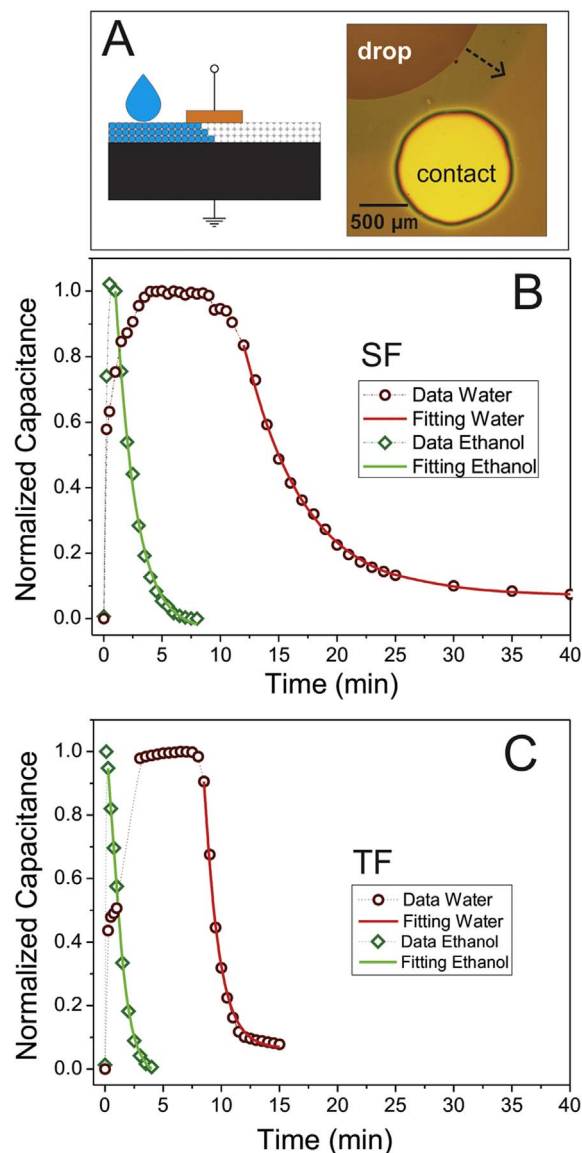 A
drop
contact
500 µm
B
SF
Data Water
Fitting Water
Data Ethanol
Fitting Ethanol
Normalized Capacitance
1.0
0.8
0.6
0.4
0.2
0.0
0 5 10 15 20 25 30 35 40
Time (min)
C
TF
Data Water
Fitting Water
Data Ethanol
Fitting Ethanol
Normalized Capacitance
1.0
0.8
0.6
0.4
0.2
0.0
0 5 10 15 20 25 30 35 40
Time (min)